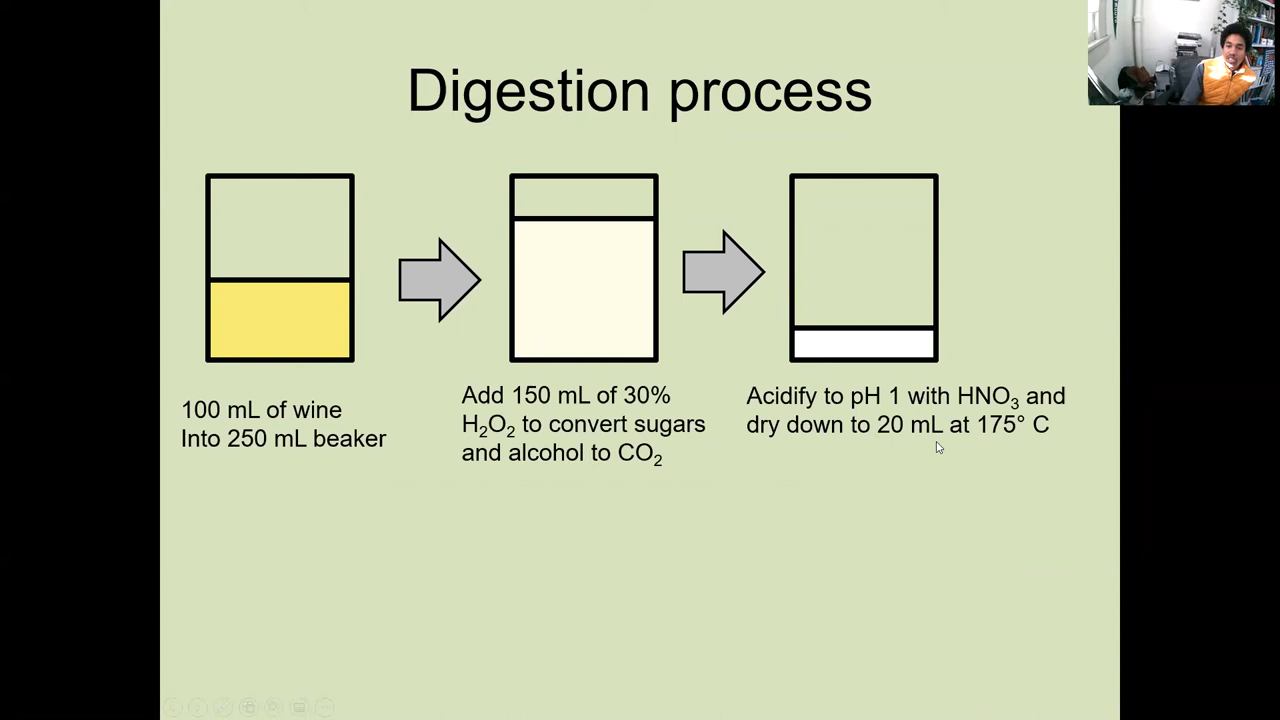 Digestion process
100 mL of wine
Into 250 mL beaker
Add 150 mL of 30%
H₂O₂ to convert sugars
and alcohol to CO₂
Acidify to pH 1 with HNO₃ and
dry down to 20 mL at 175° C